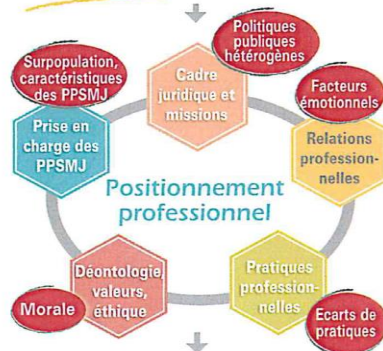 Politiques
publiques
hétérogènes
Surpopulation,
caractéristiques
des PPSMJ
Cadre
juridique et
missions
Facteurs
émotionnels
Prise en
charge des
PPSMJ
Relations
profession-
nelles
Positionnement
professionnel
Déontologie,
valeurs,
éthique
Pratiques
profession-
nelles
Morale
Ecarts de
pratiques